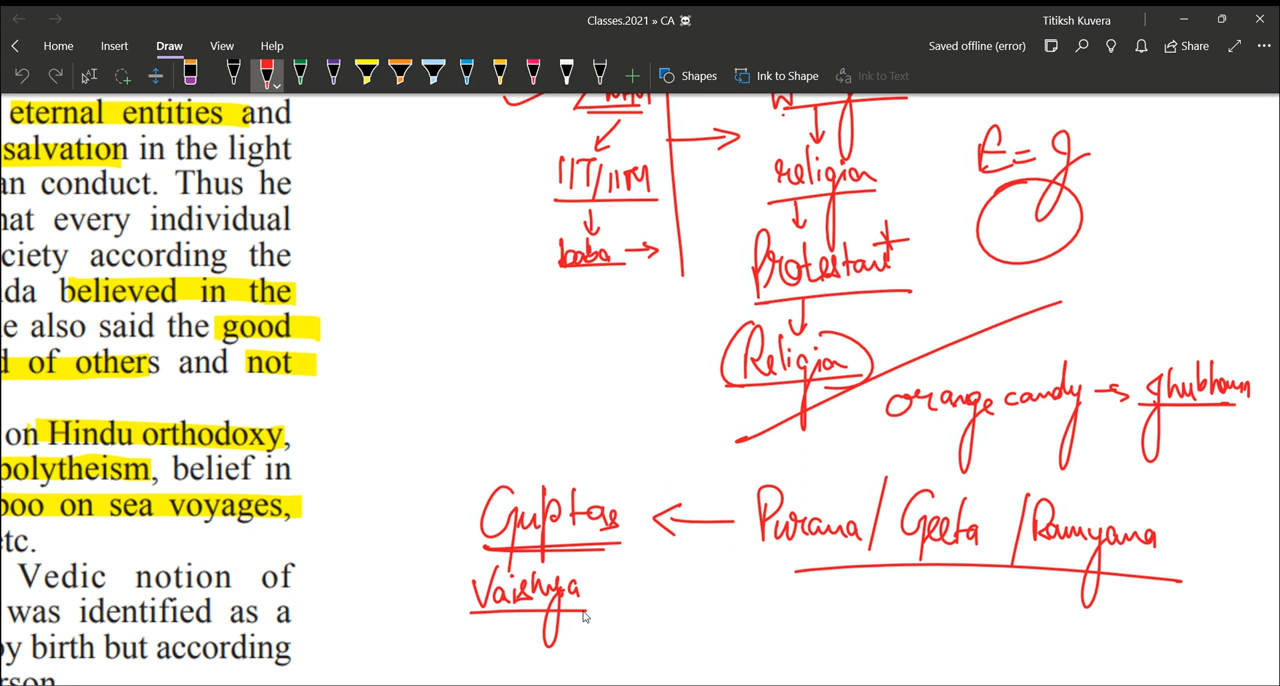 Classes.2021 » CA
Titiksh Kuvera
Home Insert Draw View Help
Saved offline (error)
Share
Shapes
Ink to Shape
Ink to Text
eternal entities and
salvation in the light
an conduct. Thus he
hat every individual
ciety according the
da believed in the
e also said the good
d of others and not
on Hindu orthodoxy,
polytheism, belief in
boo on sea voyages,
etc.
Vedic notion of
was identified as a
by birth but according
rson
IIT/IIM
baba
religion
Protestant
Religion
E = g
orange candy
Guptas
Purana / Geeta / Ramyana
Vaishya